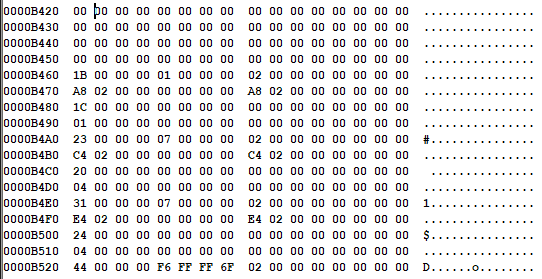 0000B420 00 00 00 00 00 00 00 00 00 00 00 00 00 00 00 00 ................
0000B430 00 00 00 00 00 00 00 00 00 00 00 00 00 00 00 00 ................
0000B440 00 00 00 00 00 00 00 00 00 00 00 00 00 00 00 00 ................
0000B450 00 00 00 00 00 00 00 00 00 00 00 00 00 00 00 00 ................
0000B460 1B 00 00 00 01 00 00 00 02 00 00 00 00 00 00 00 ................
0000B470 A8 02 00 00 00 00 00 00 A8 02 00 00 00 00 00 00 ................
0000B480 1C 00 00 00 00 00 00 00 00 00 00 00 00 00 00 00 ................
0000B490 01 00 00 00 00 00 00 00 00 00 00 00 00 00 00 00 ................
0000B4A0 23 00 00 00 07 00 00 00 02 00 00 00 00 00 00 00 #...............
0000B4B0 C4 02 00 00 00 00 00 00 C4 02 00 00 00 00 00 00 ................
0000B4C0 20 00 00 00 00 00 00 00 00 00 00 00 00 00 00 00  ...............
0000B4D0 04 00 00 00 00 00 00 00 00 00 00 00 00 00 00 00 ................
0000B4E0 31 00 00 00 07 00 00 00 02 00 00 00 00 00 00 00 1...............
0000B4F0 E4 02 00 00 00 00 00 00 E4 02 00 00 00 00 00 00 ................
0000B500 24 00 00 00 00 00 00 00 00 00 00 00 00 00 00 00 $...............
0000B510 04 00 00 00 00 00 00 00 00 00 00 00 00 00 00 00 ................
0000B520 44 00 00 00 F6 FF FF 6F 02 00 00 00 00 00 00 00 D......o........